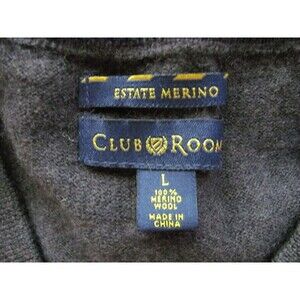 ESTATE MERINO
CLUB ROOM
L
100%
MERINO
WOOL
MADE IN
CHINA